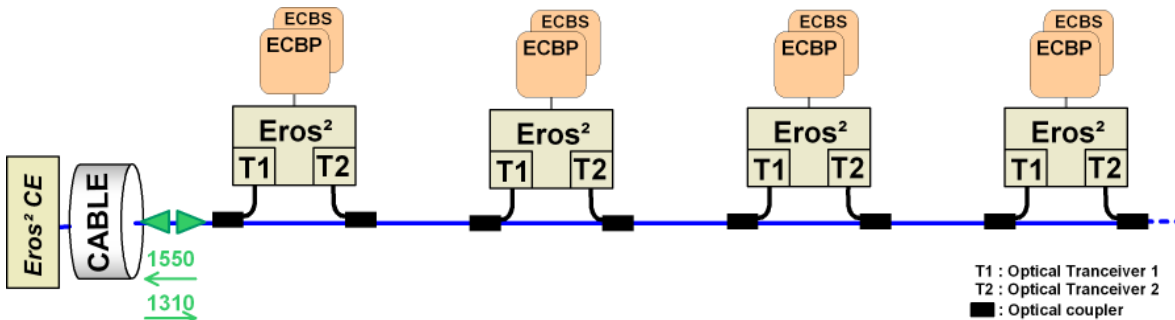 ECBS
ECBP
Eros²
T1 T2
ECBS
ECBP
Eros²
T1 T2
ECBS
ECBP
Eros²
T1 T2
ECBS
ECBP
Eros²
T1 T2
Eros² CE
CABLE
1550
1310
T1 : Optical Tranceiver 1
T2 : Optical Tranceiver 2
: Optical coupler